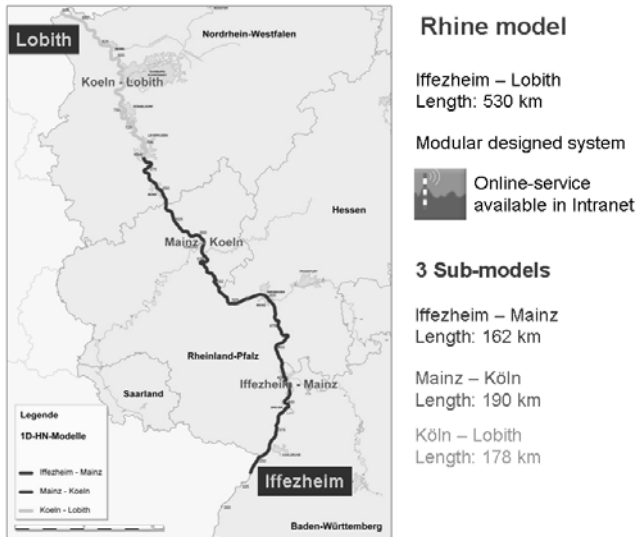 Lobith
Nordrhein-Westfalen
Koeln - Lobith
Hessen
Mainz - Koeln
Rheinland-Pfalz
Saarland
Iffezheim - Mainz
Iffezheim
Baden-Württemberg
Legende
1D-HN-Modelle
Iffezheim - Mainz
Mainz - Koeln
Koeln - Lobith
Rhine model
Iffezheim – Lobith
Length: 530 km
Modular designed system
Online-service
available in Intranet
3 Sub-models
Iffezheim – Mainz
Length: 162 km
Mainz – Köln
Length: 190 km
Köln – Lobith
Length: 178 km